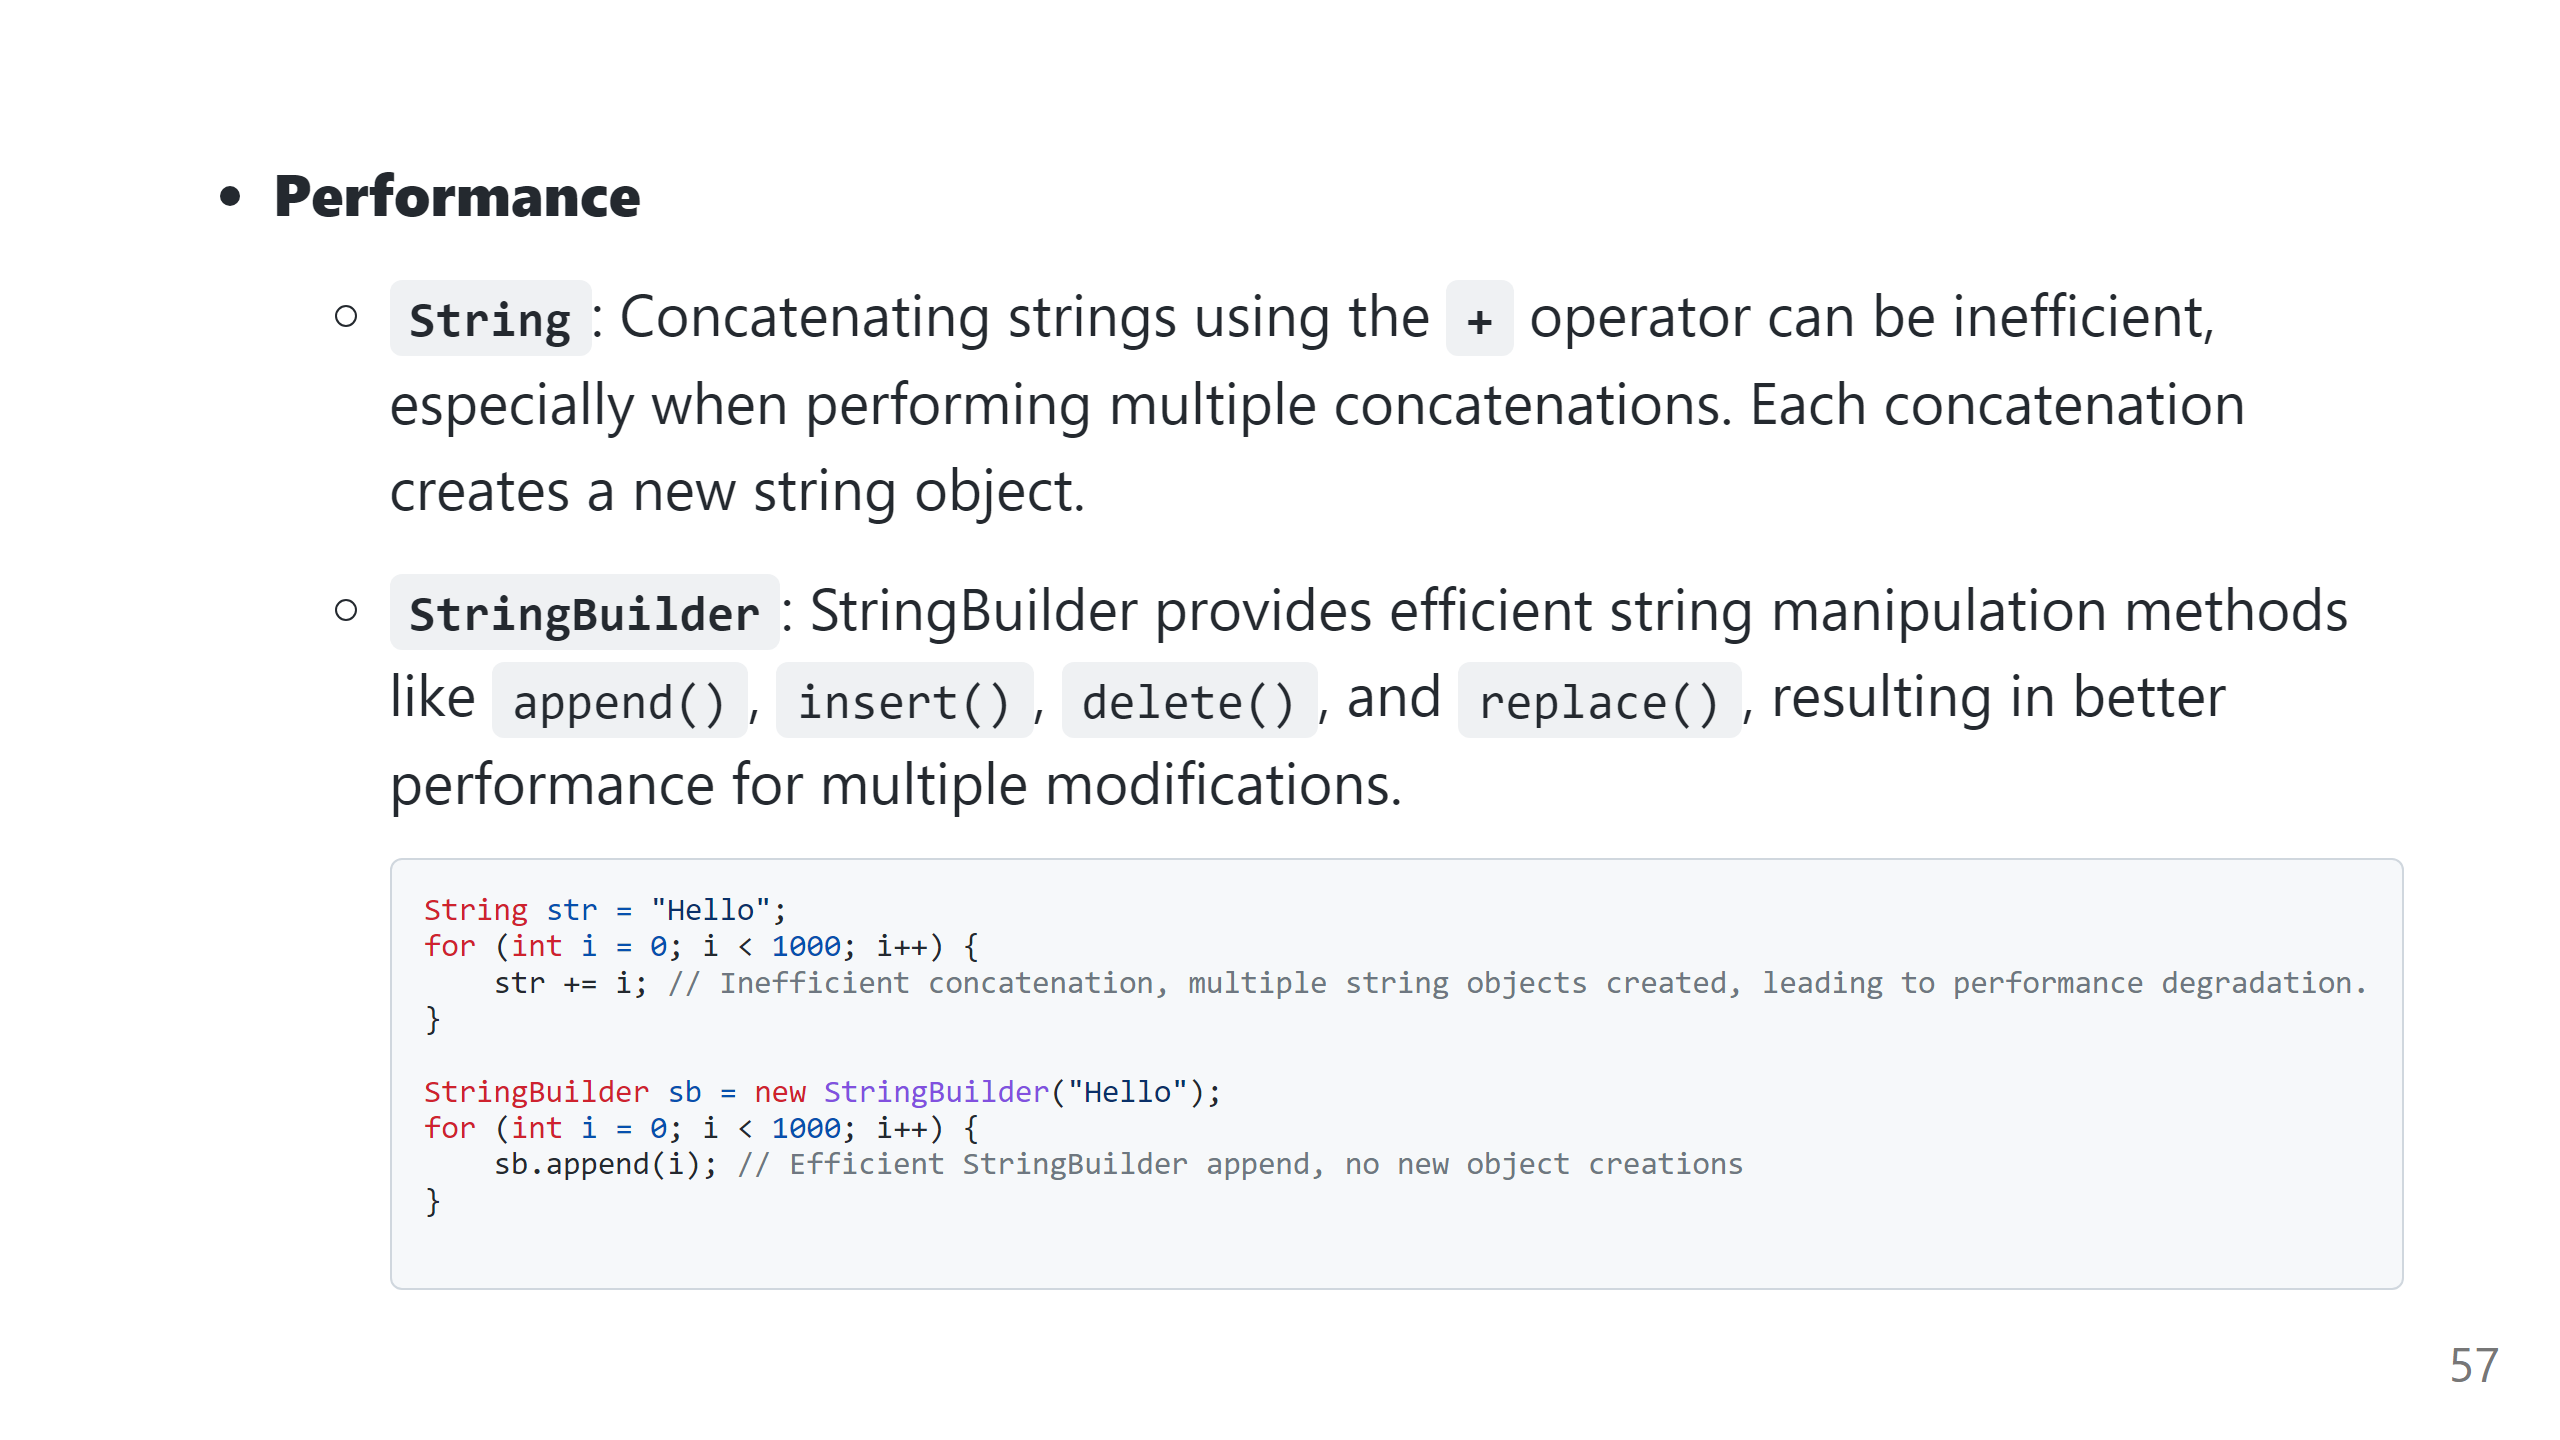 • Performance
○ String: Concatenating strings using the + operator can be inefficient,
especially when performing multiple concatenations. Each concatenation
creates a new string object.
○ StringBuilder: StringBuilder provides efficient string manipulation methods
like append(), insert(), delete(), and replace(), resulting in better
performance for multiple modifications.
String str = "Hello";
for (int i = 0; i < 1000; i++) {
    str += i; // Inefficient concatenation, multiple string objects created, leading to performance degradation.
}
StringBuilder sb = new StringBuilder("Hello");
for (int i = 0; i < 1000; i++) {
    sb.append(i); // Efficient StringBuilder append, no new object creations
}
57